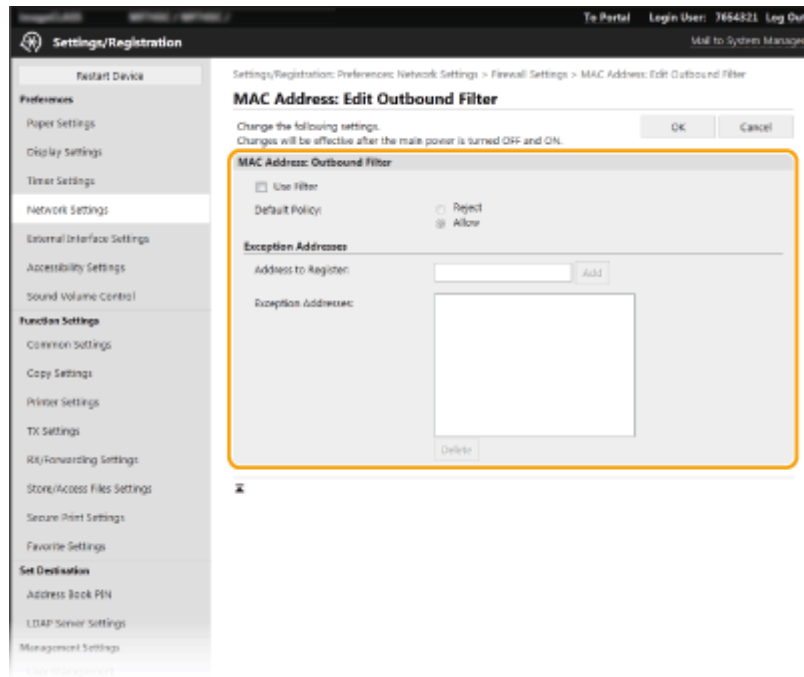 To Portal Login User: 7654321 Log Ou
Settings/Registration
Mail to System Manager
Restart Device
Preferences
Paper Settings
Display Settings
Timer Settings
Network Settings
External Interface Settings
Accessibility Settings
Sound Volume Control
Function Settings
Common Settings
Copy Settings
Printer Settings
TX Settings
RX/Forwarding Settings
Store/Access Files Settings
Secure Print Settings
Favorite Settings
Set Destination
Address Book PIN
LDAP Server Settings
Management Settings
Settings/Registration: Preferences: Network Settings > Firewall Settings > MAC Address: Edit Outbound Filter
MAC Address: Edit Outbound Filter
Change the following settings.
Changes will be effective after the main power is turned OFF and ON.
OK Cancel
MAC Address: Outbound Filter
Use Filter
Default Policy: Reject
Allow
Exception Addresses
Address to Register: Add
Exception Addresses:
Delete